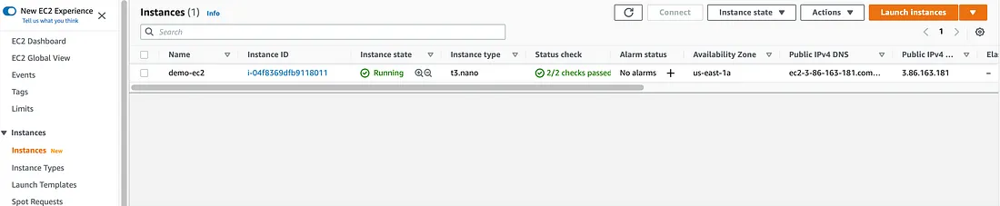 New EC2 Experience
Tell us what you think
EC2 Dashboard
EC2 Global View
Events
Tags
Limits
Instances
Instances New
Instance Types
Launch Templates
Spot Requests
Instances (1) Info
Connect Instance state Actions Launch instances
Search
1
Name Instance ID Instance state Instance type Status check Alarm status Availability Zone Public IPv4 DNS Public IPv4 ... Elas
demo-ec2 i-04f8369dfb9118011 Running t3.nano 2/2 checks passed No alarms + us-east-1a ec2-3-86-163-181.com... 3.86.163.181 –